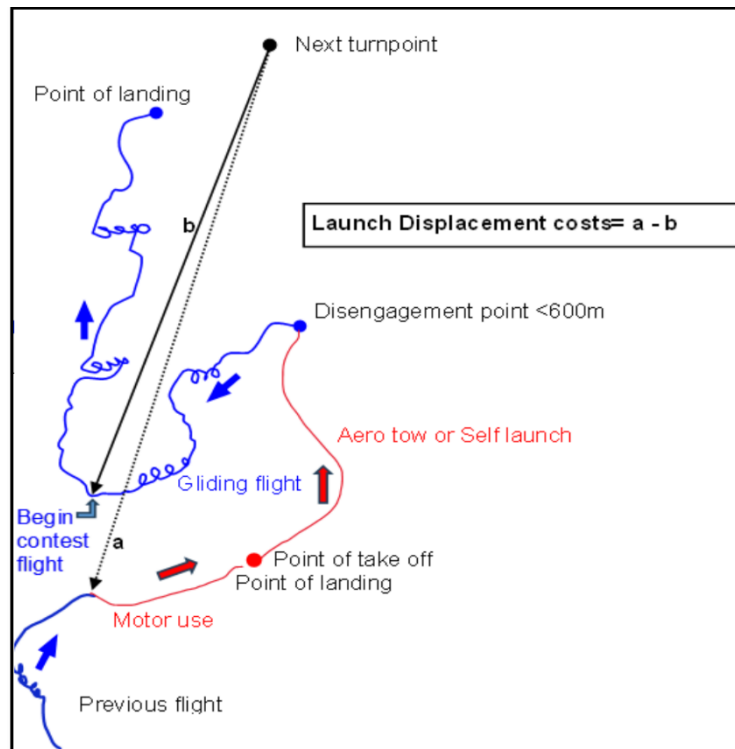 Next turnpoint
Point of landing
b
Launch Displacement costs= a - b
Disengagement point <600m
Aero tow or Self launch
Gliding flight
Begin
contest
flight
a
Point of take off
Point of landing
Motor use
Previous flight